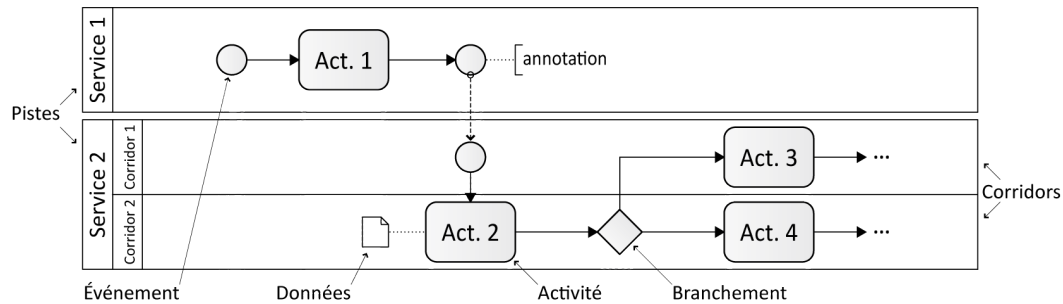 Service 1
Act. 1
annotation
Pistes
Service 2
Corridor 1
Corridor 2
Act. 3
...
Corridors
Act. 2
Act. 4
...
Événement
Données
Activité
Branchement